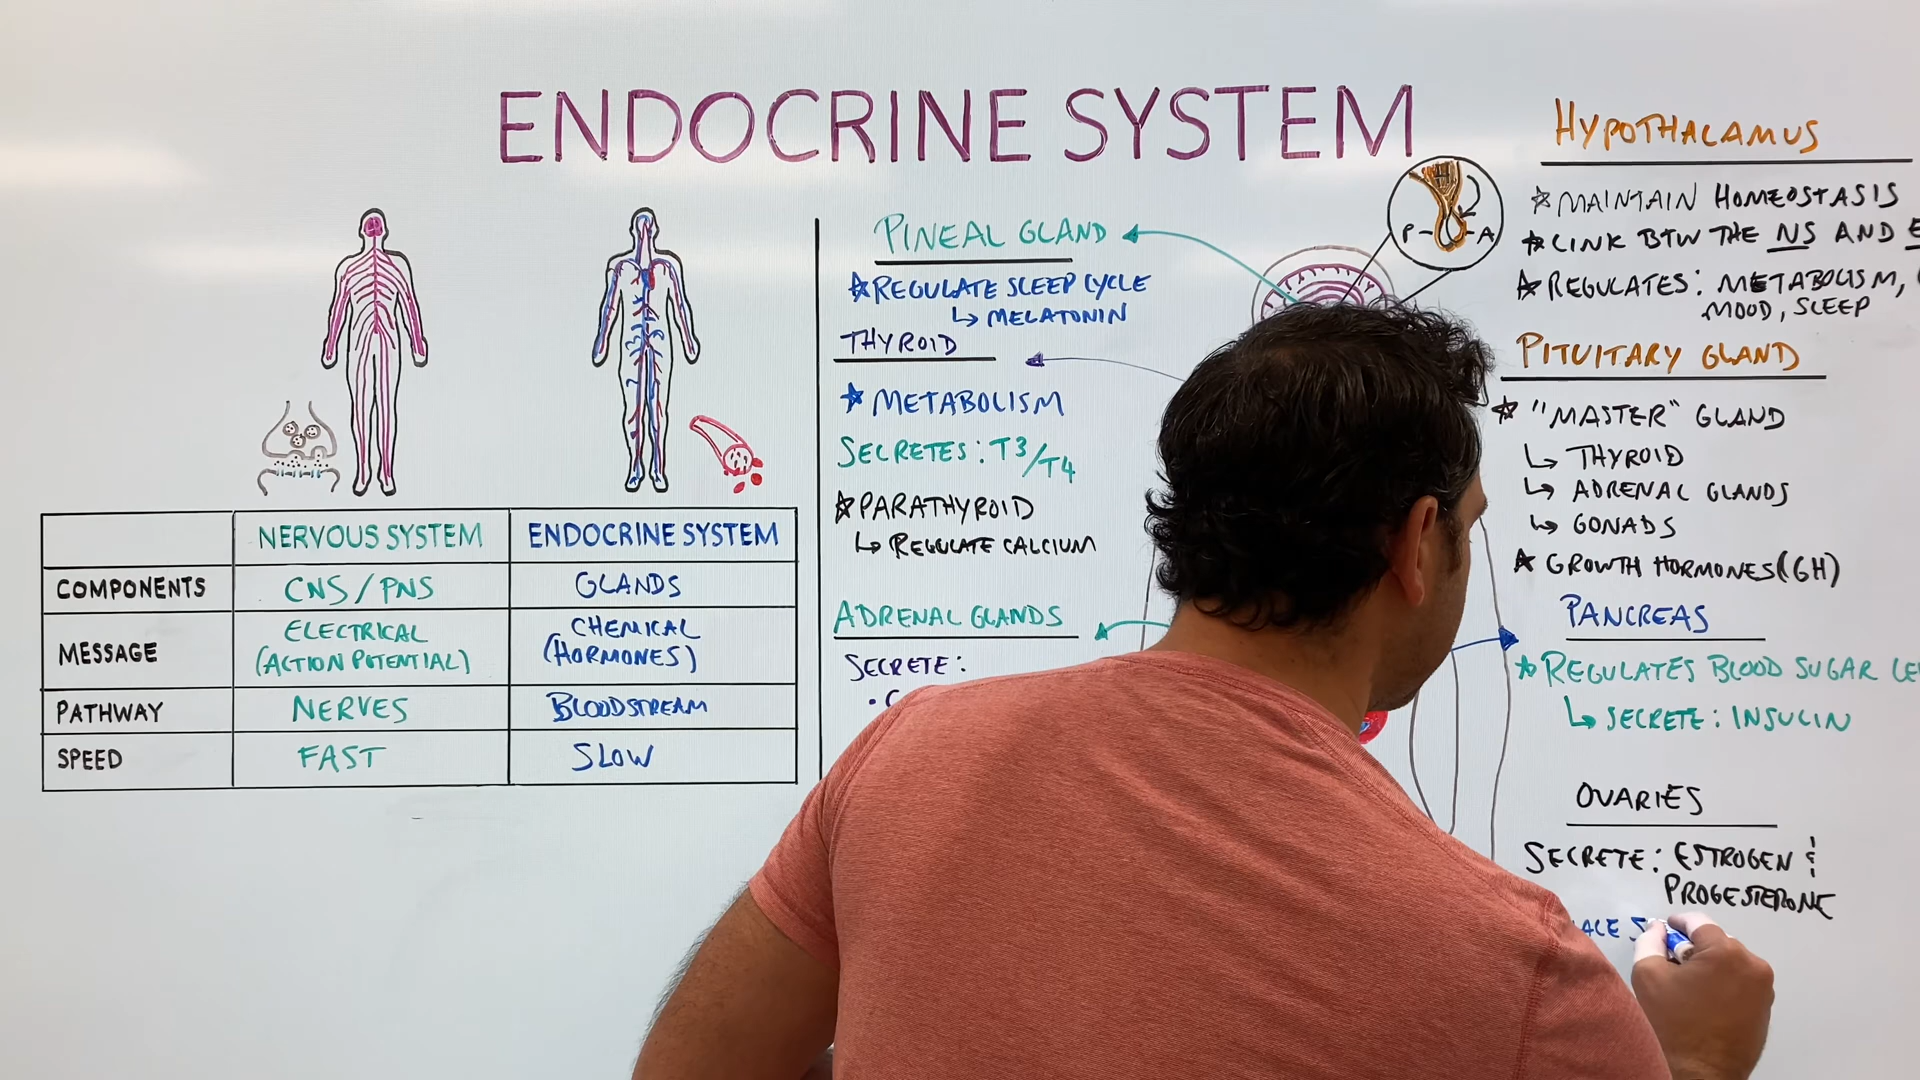 ENDOCRINE SYSTEM
NERVOUS SYSTEM ENDOCRINE SYSTEM
COMPONENTS CNS/PNS GLANDS
MESSAGE ELECTRICAL (ACTION POTENTIAL) CHEMICAL (HORMONES)
PATHWAY NERVES BLOODSTREAM
SPEED FAST SLOW
PINEAL GLAND
REGULATE SLEEP CYCLE
↳ MELATONIN
THYROID
METABOLISM
SECRETES: T3/T4
PARATHYROID
↳ REGULATE CALCIUM
ADRENAL GLANDS
SECRETE:
P - A
HYPOTHALAMUS
MAINTAIN HOMEOSTASIS
LINK BTW THE NS AND
REGULATES: METABOLISM,
MOOD, SLEEP
PITUITARY GLAND
"MASTER" GLAND
↳ THYROID
↳ ADRENAL GLANDS
↳ GONADS
GROWTH HORMONES (GH)
PANCREAS
REGULATES BLOOD SUGAR
↳ SECRETE: INSULIN
OVARIES
SECRETE: ESTROGEN &
PROGESTERONE